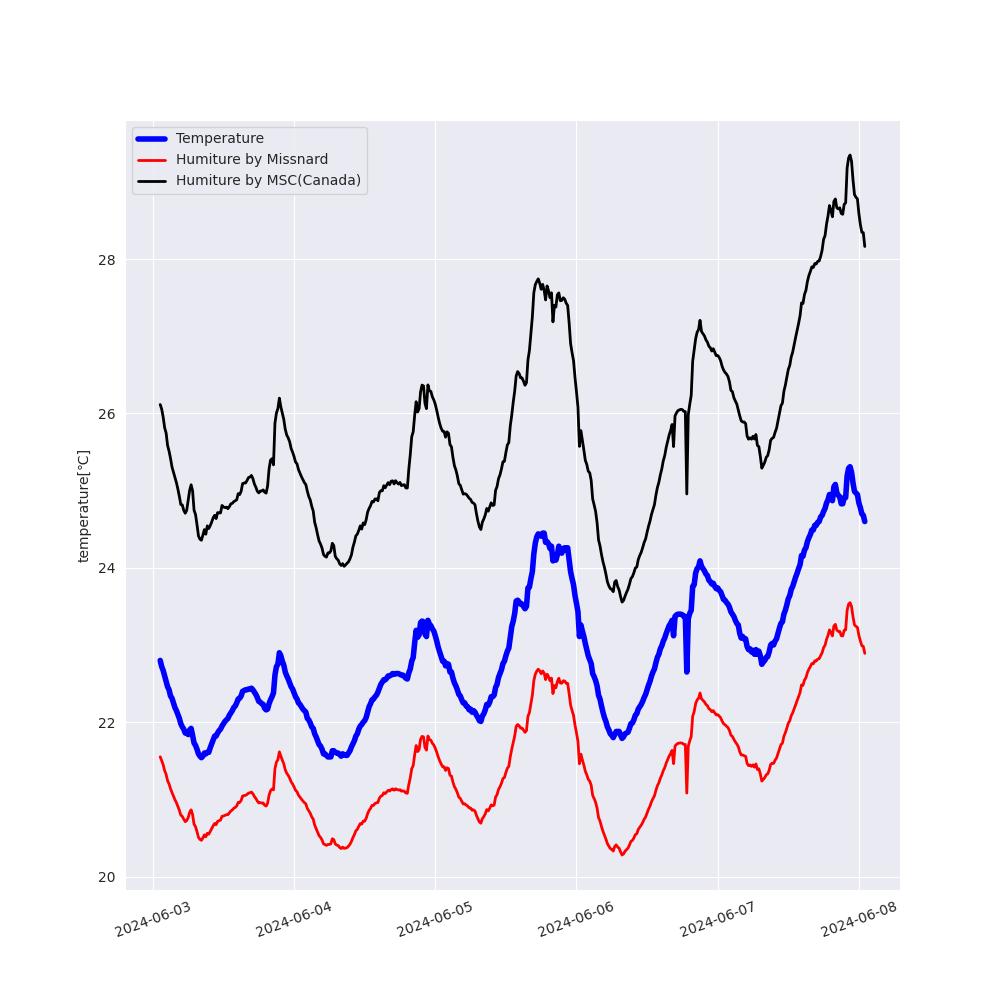 Temperature
Humiture by Missnard
Humiture by MSC(Canada)
28
26
24
22
20
temperature[℃]
2024-06-03
2024-06-04
2024-06-05
2024-06-06
2024-06-07
2024-06-08